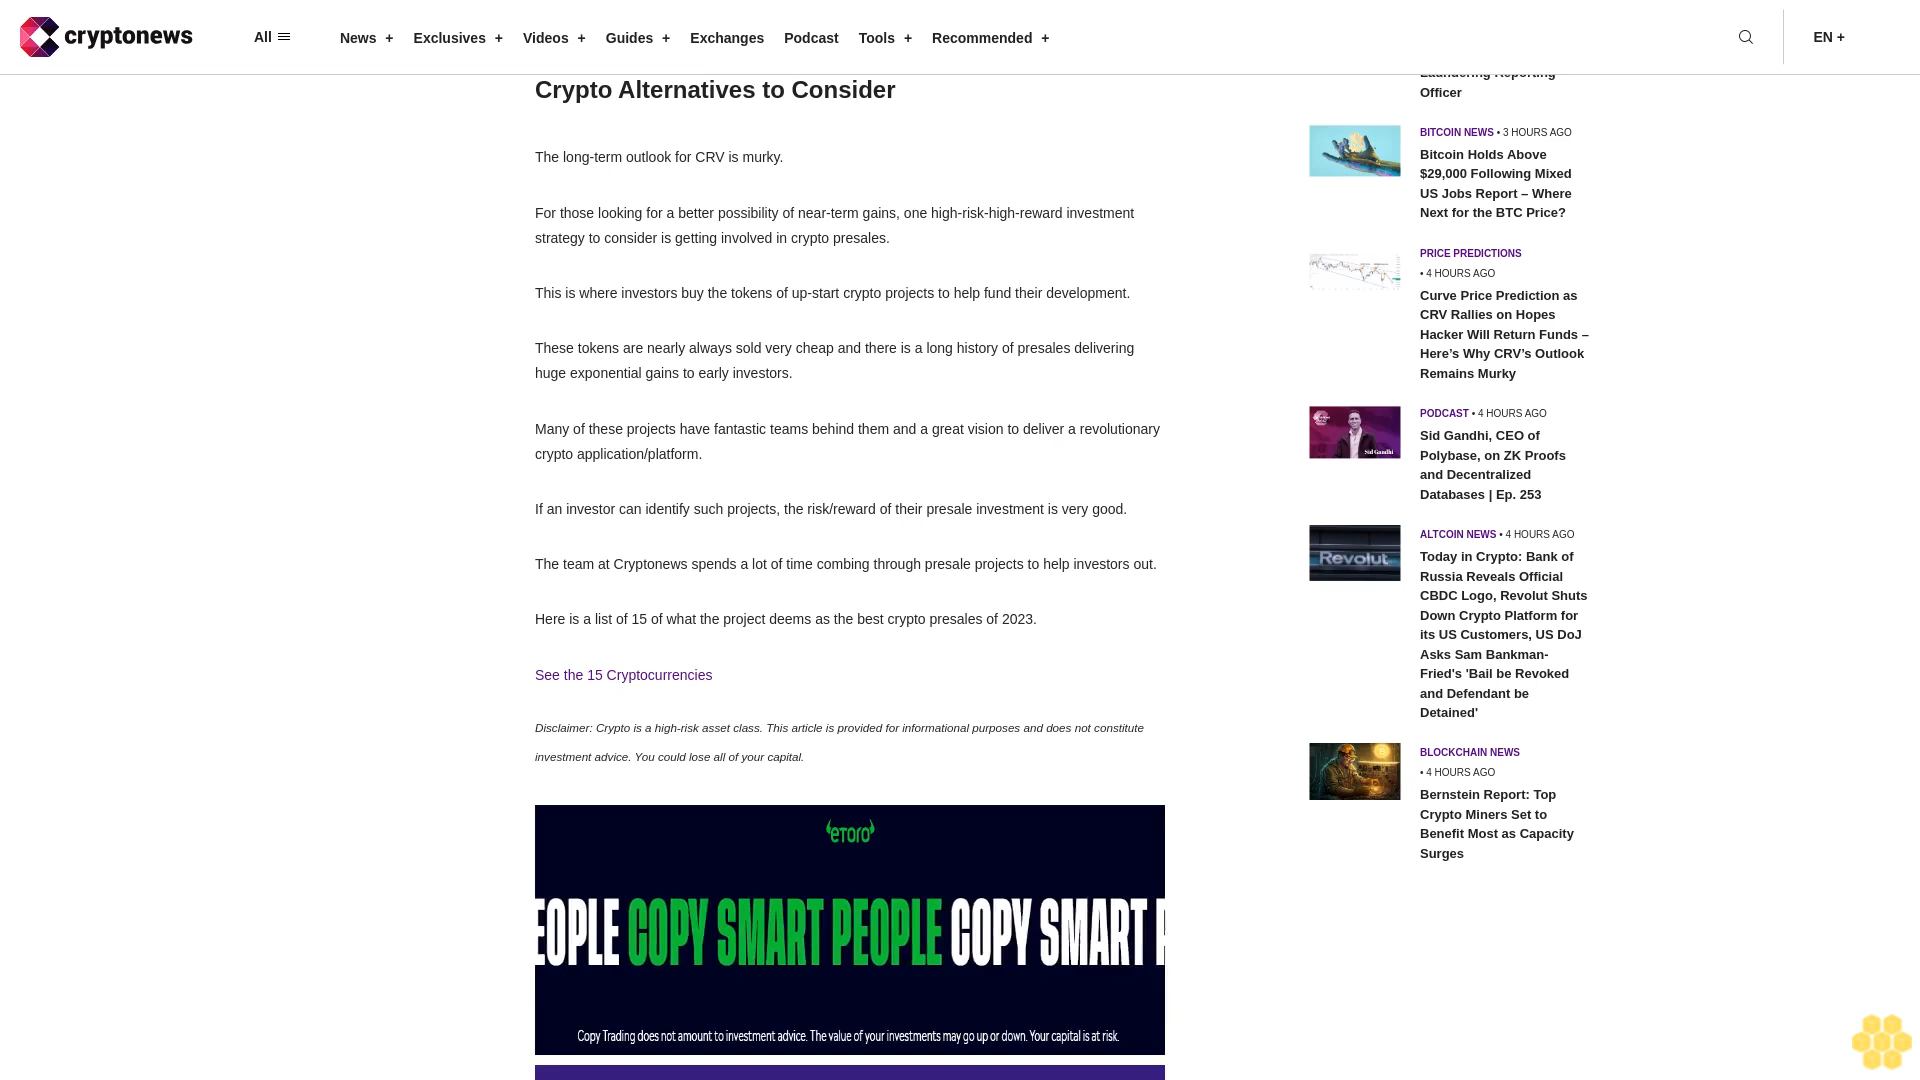 cryptonews
All
News +
Exclusives +
Videos +
Guides +
Exchanges
Podcast
Tools +
Recommended +
EN +
Crypto Alternatives to Consider
The long-term outlook for CRV is murky.
For those looking for a better possibility of near-term gains, one high-risk-high-reward investment
strategy to consider is getting involved in crypto presales.
This is where investors buy the tokens of up-start crypto projects to help fund their development.
These tokens are nearly always sold very cheap and there is a long history of presales delivering
huge exponential gains to early investors.
Many of these projects have fantastic teams behind them and a great vision to deliver a revolutionary
crypto application/platform.
If an investor can identify such projects, the risk/reward of their presale investment is very good.
The team at Cryptonews spends a lot of time combing through presale projects to help investors out.
Here is a list of 15 of what the project deems as the best crypto presales of 2023.
See the 15 Cryptocurrencies
Disclaimer: Crypto is a high-risk asset class. This article is provided for informational purposes and does not constitute
investment advice. You could lose all of your capital.
eTORO
EOPLE COPY SMART PEOPLE COPY SMART P
Copy Trading does not amount to investment advice. The value of your investments may go up or down. Your capital is at risk.
Laundering Reporting
Officer
BITCOIN NEWS • 3 HOURS AGO
Bitcoin Holds Above
$29,000 Following Mixed
US Jobs Report – Where
Next for the BTC Price?
PRICE PREDICTIONS
• 4 HOURS AGO
Curve Price Prediction as
CRV Rallies on Hopes
Hacker Will Return Funds –
Here’s Why CRV’s Outlook
Remains Murky
Sid Gandhi
PODCAST • 4 HOURS AGO
Sid Gandhi, CEO of
Polybase, on ZK Proofs
and Decentralized
Databases | Ep. 253
Revolut
ALTCOIN NEWS • 4 HOURS AGO
Today in Crypto: Bank of
Russia Reveals Official
CBDC Logo, Revolut Shuts
Down Crypto Platform for
its US Customers, US DoJ
Asks Sam Bankman-
Fried's 'Bail be Revoked
and Defendant be
Detained'
BLOCKCHAIN NEWS
• 4 HOURS AGO
Bernstein Report: Top
Crypto Miners Set to
Benefit Most as Capacity
Surges